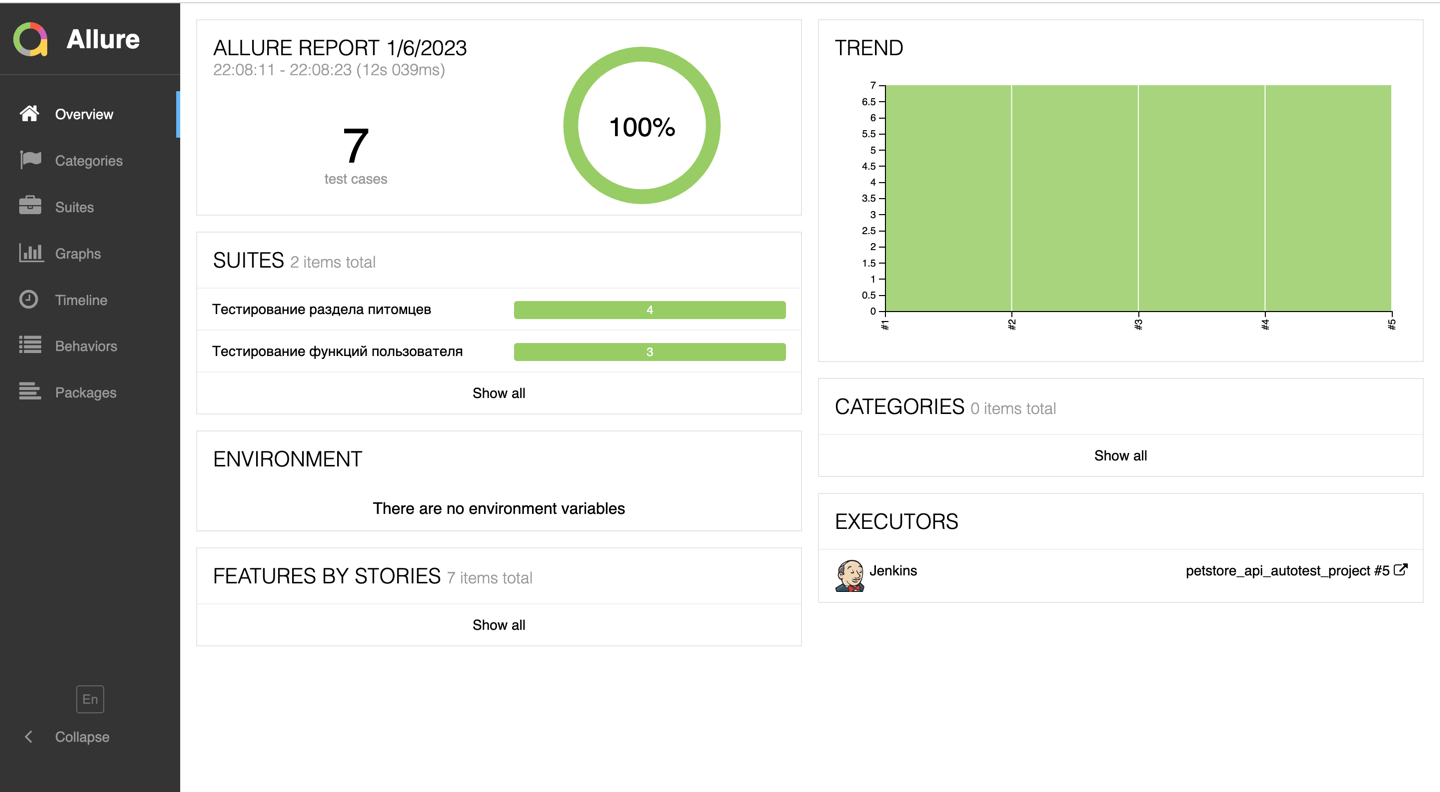 Allure
Overview
Categories
Suites
Graphs
Timeline
Behaviors
Packages
En
Collapse
ALLURE REPORT 1/6/2023
22:08:11 - 22:08:23 (12s 039ms)
7
test cases
100%
SUITES 2 items total
Тестирование раздела питомцев 4
Тестирование функций пользователя 3
Show all
ENVIRONMENT
There are no environment variables
FEATURES BY STORIES 7 items total
Show all
TREND
7
6.5
6
5.5
5
4.5
4
3.5
3
2.5
2
1.5
1
0.5
0
#1 #2 #3 #4 #5
CATEGORIES 0 items total
Show all
EXECUTORS
Jenkins petstore_api_autotest_project #5